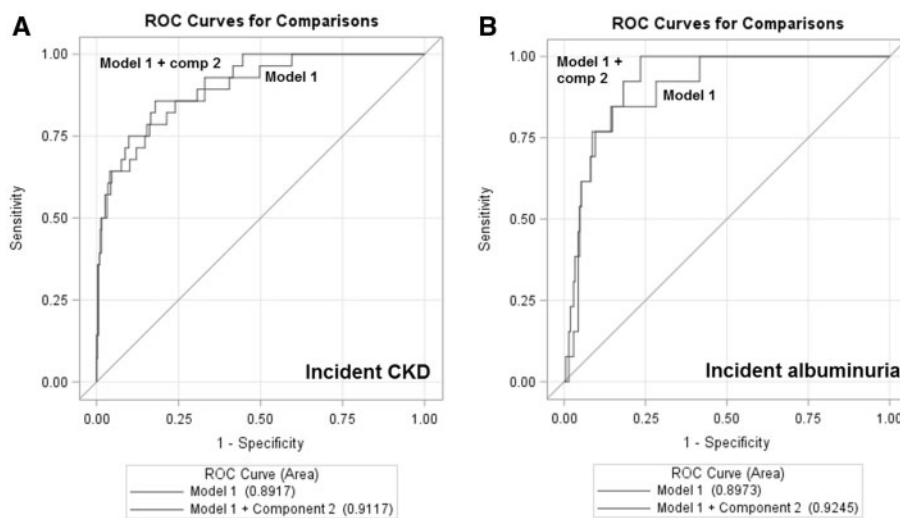 A
ROC Curves for Comparisons
1.00
0.75
0.50
0.25
0.00
Sensitivity
Model 1 + comp 2
Model 1
Incident CKD
0.00 0.25 0.50 0.75 1.00
1 - Specificity
ROC Curve (Area)
Model 1 (0.8917)
Model 1 + Component 2 (0.9117)
B
ROC Curves for Comparisons
1.00
0.75
0.50
0.25
0.00
Sensitivity
Model 1 +
comp 2
Model 1
Incident albuminuria
0.00 0.25 0.50 0.75 1.00
1 - Specificity
ROC Curve (Area)
Model 1 (0.8973)
Model 1 + Component 2 (0.9245)